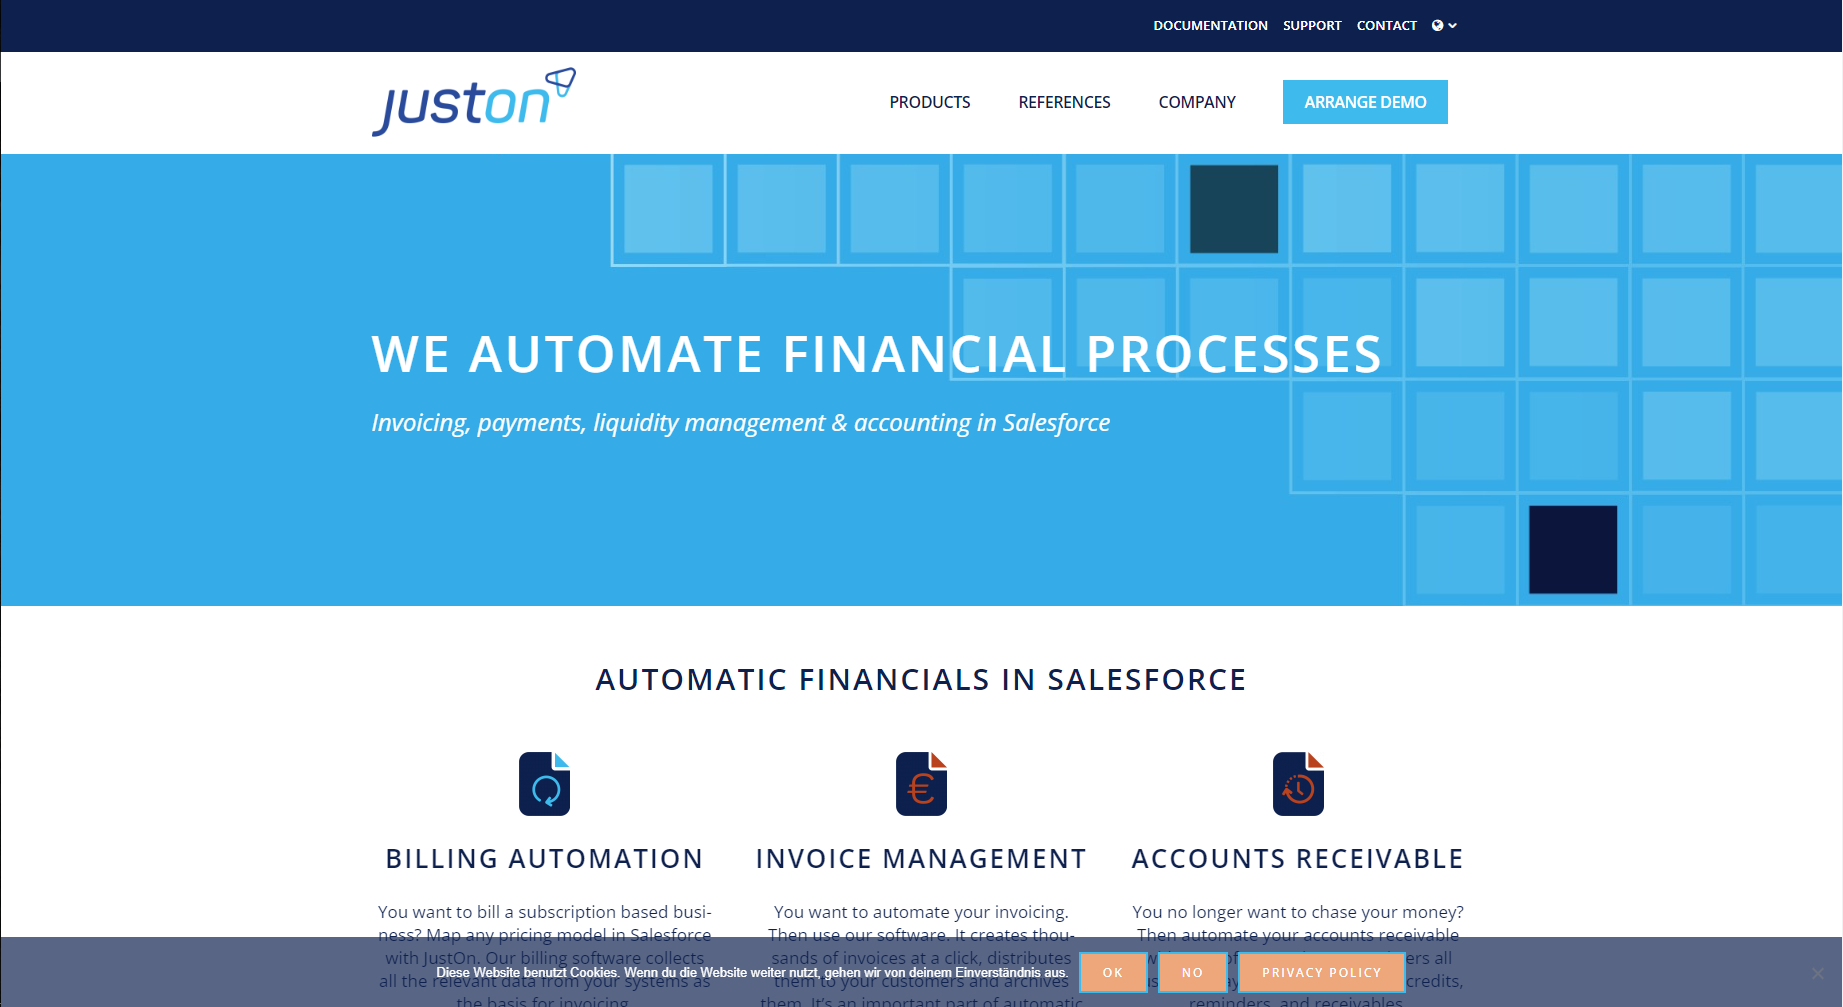 DOCUMENTATION SUPPORT CONTACT
juston
PRODUCTS REFERENCES COMPANY ARRANGE DEMO
WE AUTOMATE FINANCIAL PROCESSES
Invoicing, payments, liquidity management & accounting in Salesforce
AUTOMATIC FINANCIALS IN SALESFORCE
BILLING AUTOMATION
You want to bill a subscription based busi-
ness? Map any pricing model in Salesforce
with JustOn. Our billing software collects
all the relevant data from your systems as
the basis for invoicing.
INVOICE MANAGEMENT
You want to automate your invoicing.
Then use our software. It creates thou-
sands of invoices at a click, distributes
them to your customers and archives
them. It's an important part of automatic
ACCOUNTS RECEIVABLE
You no longer want to chase your money?
Then automate your accounts receivable
ers all
credits,
reminders, and receivables
Diese Website benutzt Cookies. Wenn du die Website weiter nutzt, gehen wir von deinem Einverständnis aus. OK NO PRIVACY POLICY